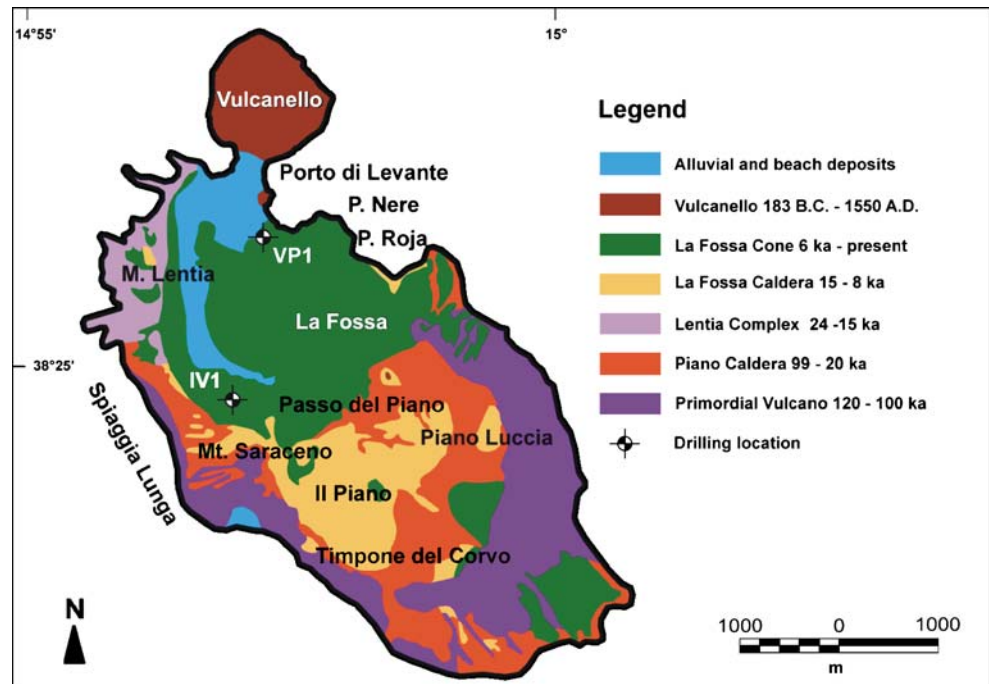 14°55'
15°
Vulcanello
Legend
Alluvial and beach deposits
Vulcanello 183 B.C. - 1550 A.D.
La Fossa Cone 6 ka - present
La Fossa Caldera 15 - 8 ka
Lentia Complex 24 -15 ka
Piano Caldera 99 - 20 ka
Primordial Vulcano 120 - 100 ka
Drilling location
Porto di Levante
P. Nere
P. Roja
VP1
M. Lentia
La Fossa
38°25'
IV1
Passo del Piano
Spiaggia Lunga
Mt. Saraceno
Piano Luccia
Il Piano
Timpone del Corvo
N
1000 0 1000
m